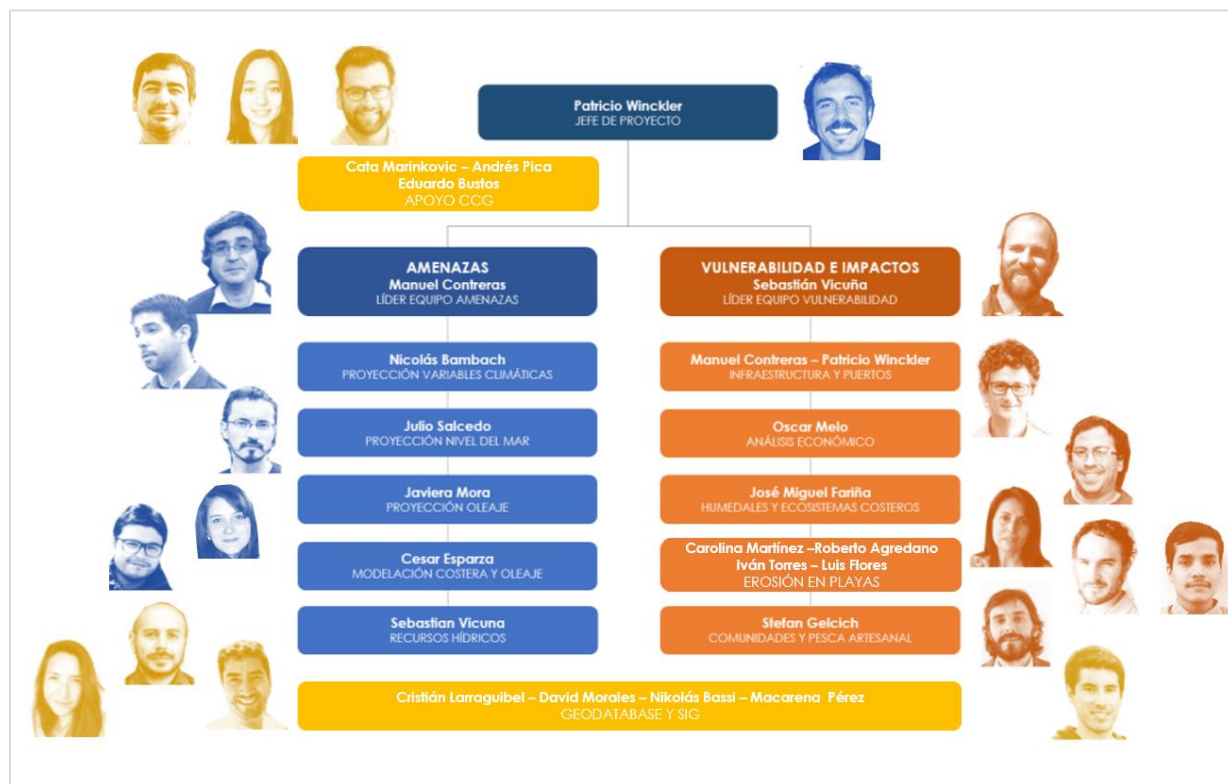 Patricio Winckler
JEFE DE PROYECTO
Cata Marinkovic – Andrés Pica
Eduardo Bustos
APOYO CCG
AMENAZAS
Manuel Contreras
LÍDER EQUIPO AMENAZAS
Nicolás Bambach
PROYECCIÓN VARIABLES CLIMÁTICAS
Julio Salcedo
PROYECCIÓN NIVEL DEL MAR
Javiera Mora
PROYECCIÓN OLEAJE
Cesar Esparza
MODELACIÓN COSTERA Y OLEAJE
Sebastian Vicuna
RECURSOS HÍDRICOS
VULNERABILIDAD E IMPACTOS
Sebastián Vicuña
LÍDER EQUIPO VULNERABILIDAD
Manuel Contreras – Patricio Winckler
INFRAESTRUCTURA Y PUERTOS
Oscar Melo
ANÁLISIS ECONÓMICO
José Miguel Fariña
HUMEDALES Y ECOSISTEMAS COSTEROS
Carolina Martínez –Roberto Agredano
Iván Torres – Luis Flores
EROSIÓN EN PLAYAS
Stefan Gelcich
COMUNIDADES Y PESCA ARTESANAL
Cristián Larraguibel – David Morales – Nikolás Bassi – Macarena Pérez
GEODATABASE Y SIG